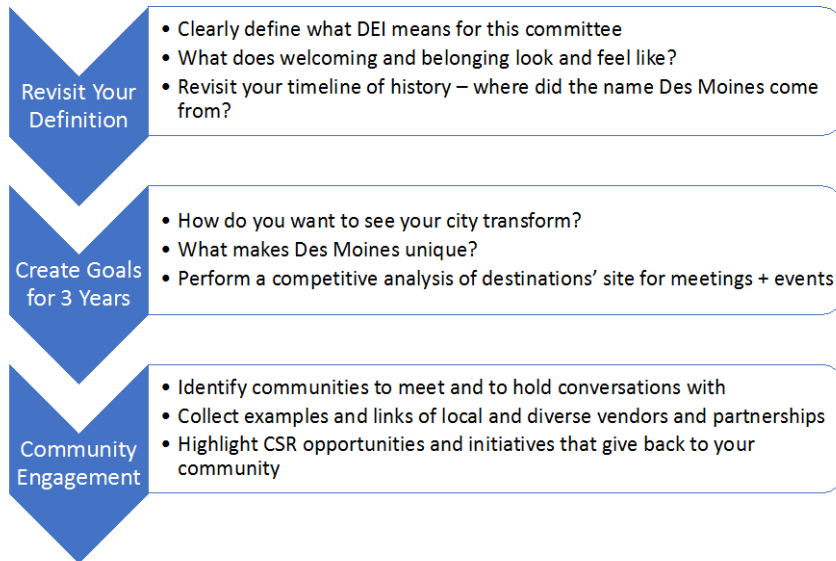 Revisit Your
Definition
• Clearly define what DEI means for this committee
• What does welcoming and belonging look and feel like?
• Revisit your timeline of history – where did the name Des Moines come
from?
Create Goals
for 3 Years
• How do you want to see your city transform?
• What makes Des Moines unique?
• Perform a competitive analysis of destinations’ site for meetings + events
Community
Engagement
• Identify communities to meet and to hold conversations with
• Collect examples and links of local and diverse vendors and partnerships
• Highlight CSR opportunities and initiatives that give back to your
community